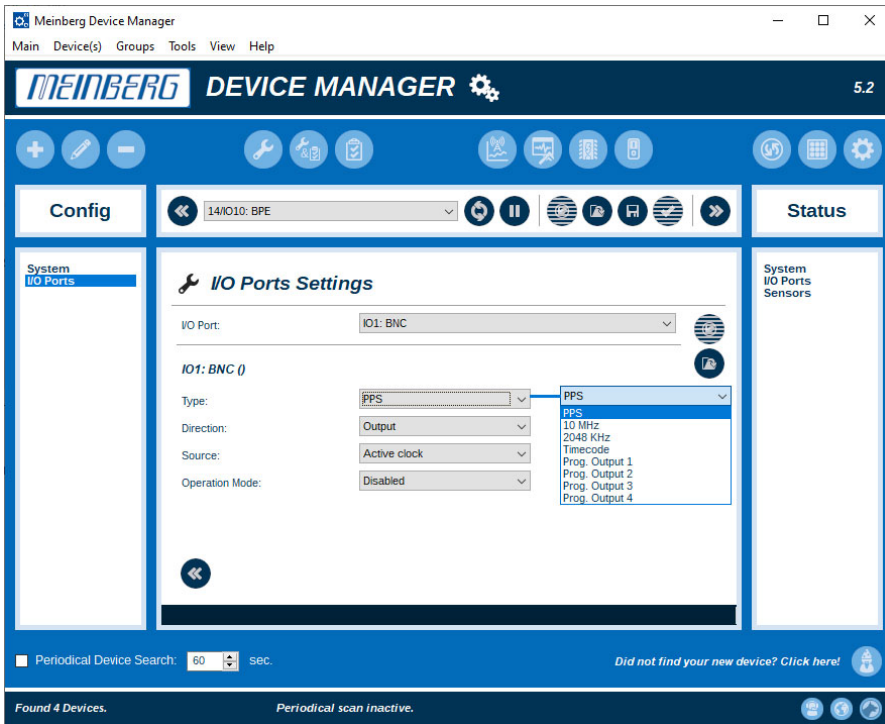 Meinberg Device Manager
Main Device(s) Groups Tools View Help
MEINBERG DEVICE MANAGER 5.2
Config
14/IO10: BPE
Status
System
I/O Ports
I/O Ports Settings
I/O Port: IO1: BNC
IO1: BNC ()
Type: PPS PPS
Direction: Output
Source: Active clock
Operation Mode: Disabled
PPS
10 MHz
2048 KHz
Timecode
Prog. Output 1
Prog. Output 2
Prog. Output 3
Prog. Output 4
System
I/O Ports
Sensors
Periodical Device Search: 60 sec.
Did not find your new device? Click here!
Found 4 Devices. Periodical scan inactive.